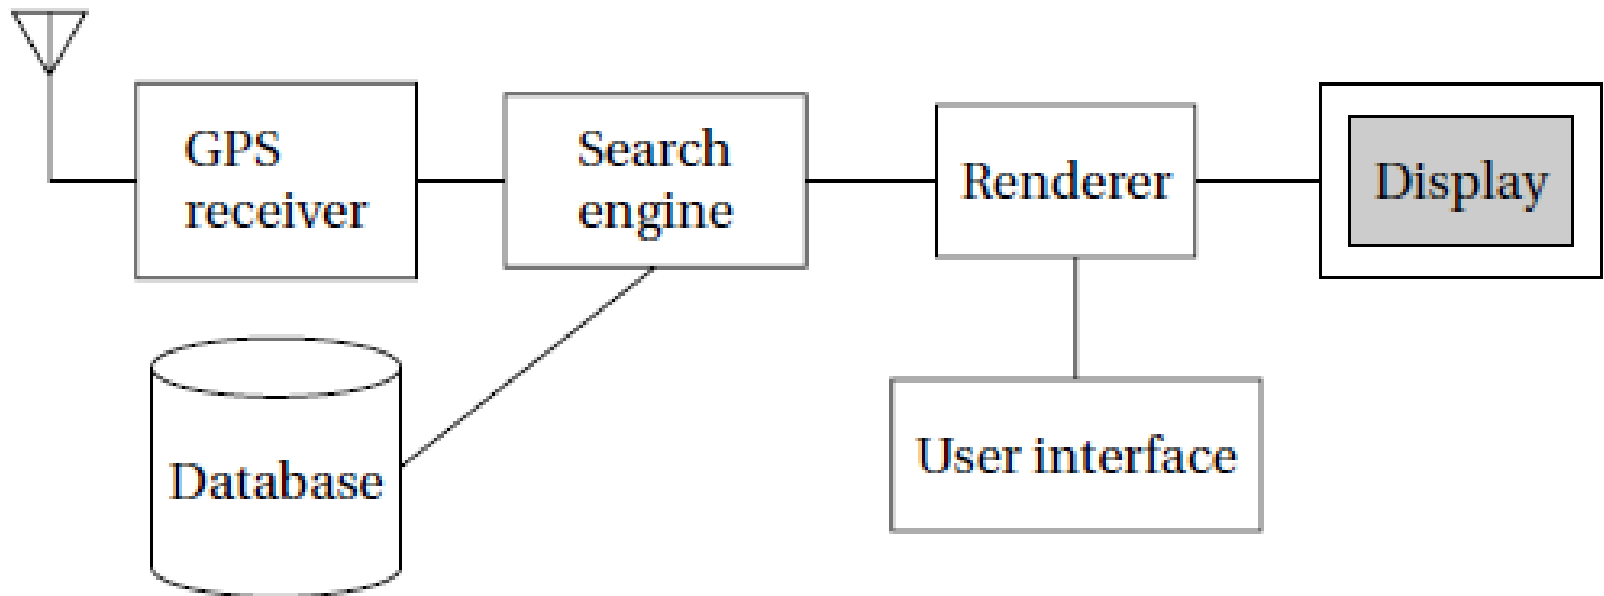 GPS
receiver
Search
engine
Renderer
Display
Database
User interface